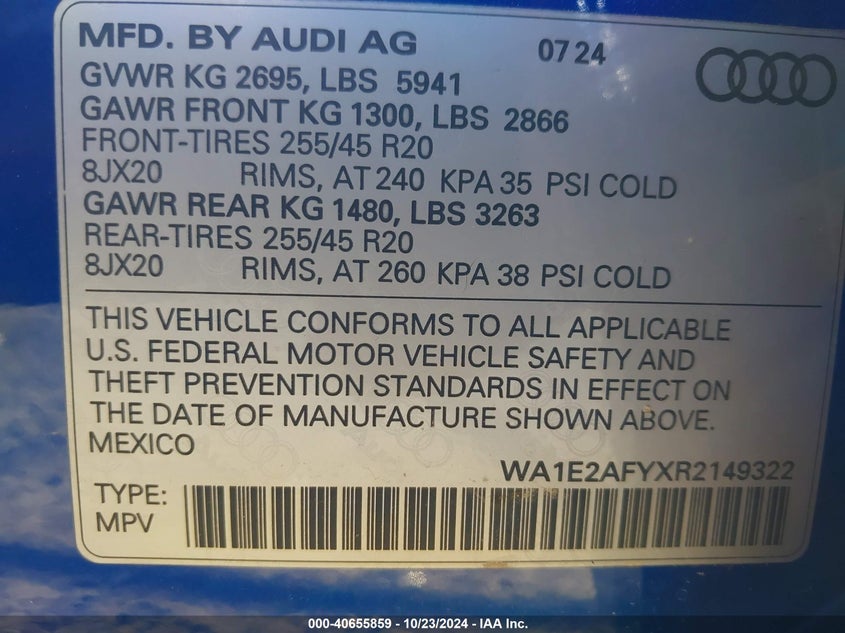 MFD. BY AUDI AG 07 24
GVWR KG 2695, LBS 5941
GAWR FRONT KG 1300, LBS 2866
FRONT-TIRES 255/45 R20
8JX20 RIMS, AT 240 KPA 35 PSI COLD
GAWR REAR KG 1480, LBS 3263
REAR-TIRES 255/45 R20
8JX20 RIMS, AT 260 KPA 38 PSI COLD
THIS VEHICLE CONFORMS TO ALL APPLICABLE
U.S. FEDERAL MOTOR VEHICLE SAFETY AND
THEFT PREVENTION STANDARDS IN EFFECT ON
THE DATE OF MANUFACTURE SHOWN ABOVE.
MEXICO
WA1E2AFYXR2149322
TYPE:
MPV
000-40655859 - 10/23/2024 - IAA Inc.